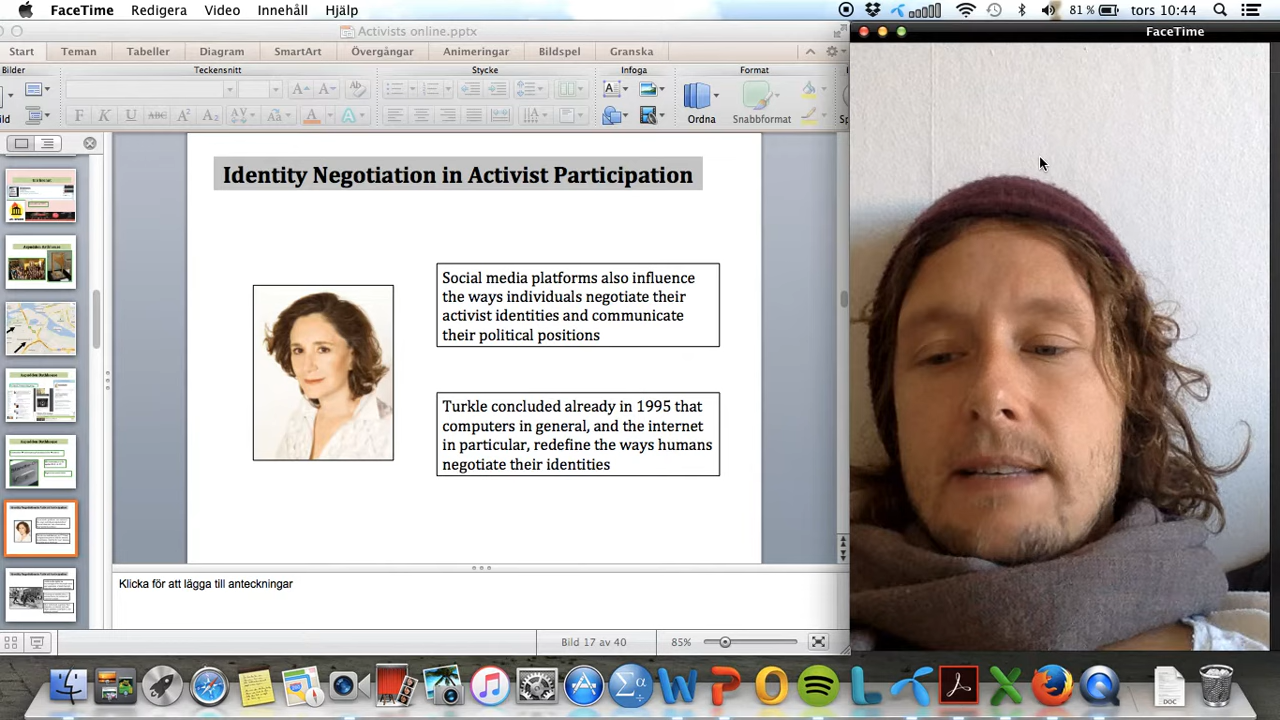 FaceTime Redigera Video Innehåll Hjälp 81 % tors 10:44
Activists online.pptx
FaceTime
Start Teman Tabeller Diagram SmartArt Övergångar Animeringar Bildspel Granska
Bilder Teckensnitt Stycke Infoga Format
Ordna Snabbformat
Identity Negotiation in Activist Participation
Social media platforms also influence
the ways individuals negotiate their
activist identities and communicate
their political positions
Turkle concluded already in 1995 that
computers in general, and the internet
in particular, redefine the ways humans
negotiate their identities
Klicka för att lägga till anteckningar
Bild 17 av 40 85%
DOC